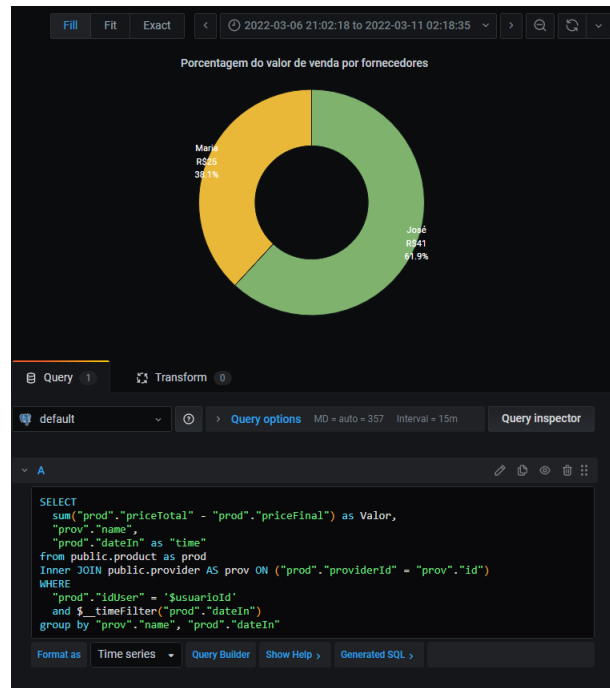 Fill Fit Exact < 2022-03-06 21:02:18 to 2022-03-11 02:18:35 >
Porcentagem do valor de venda por fornecedores
Maria
R$25
38.1%
José
R$41
61.9%
Query 1 Transform 0
default > Query options MD = auto = 357 Interval = 15m Query inspector
A
SELECT
sum("prod"."priceTotal" - "prod"."priceFinal") as Valor,
"prov"."name",
"prod"."dateIn" as "time"
from public.product as prod
Inner JOIN public.provider AS prov ON ("prod"."providerId" = "prov"."id")
WHERE
"prod"."idUser" = '$usuarioId'
and $__timeFilter("prod"."dateIn")
group by "prov"."name", "prod"."dateIn"
Format as Time series Query Builder Show Help > Generated SQL >